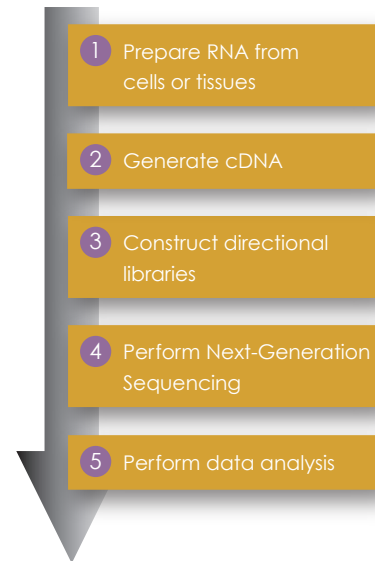 1 Prepare RNA from
cells or tissues
2 Generate cDNA
3 Construct directional
libraries
4 Perform Next-Generation
Sequencing
5 Perform data analysis